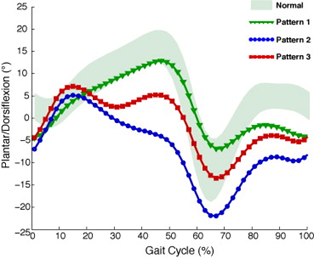 Normal
Pattern 1
Pattern 2
Pattern 3
Plantar/Dorsiflexion (°)
25
20
15
10
5
0
−5
−10
−15
−20
−25
0 10 20 30 40 50 60 70 80 90 100
Gait Cycle (%)